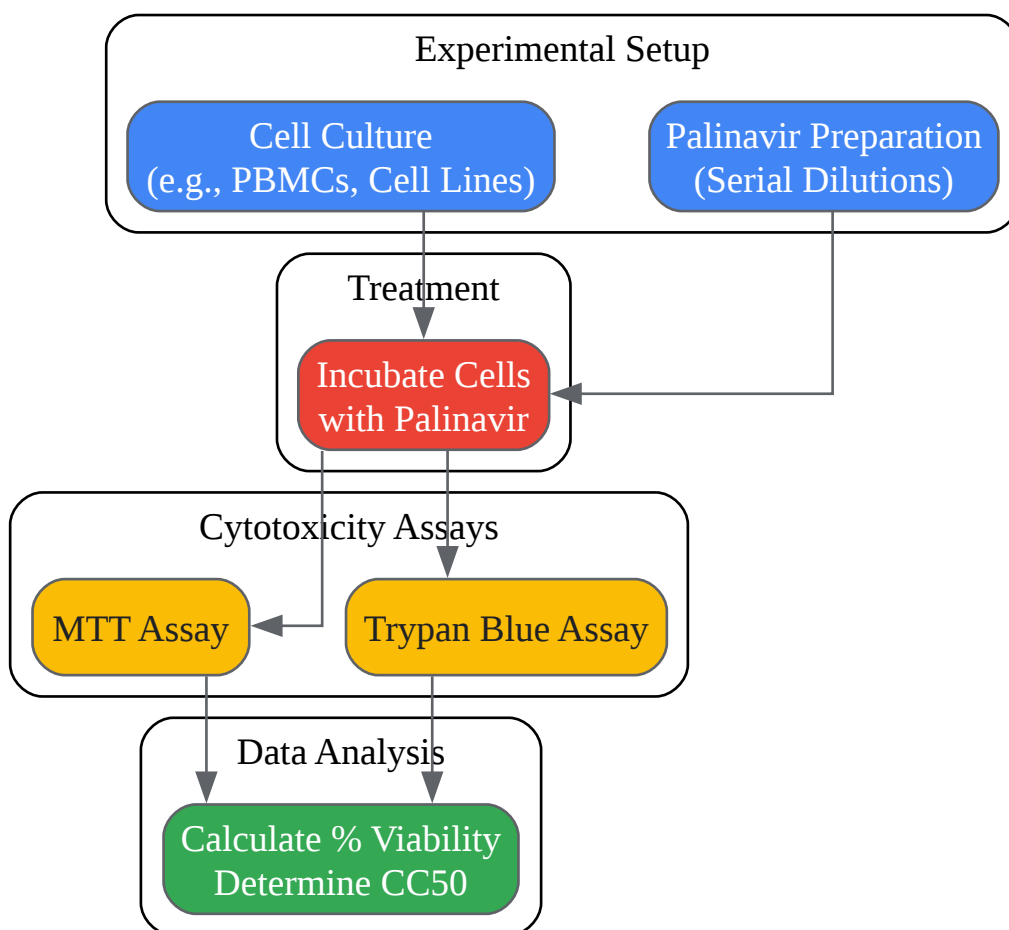 Experimental Setup
Cell Culture
(e.g., PBMCs, Cell Lines)
Palinavir Preparation
(Serial Dilutions)
Treatment
Incubate Cells
with Palinavir
Cytotoxicity Assays
MTT Assay
Trypan Blue Assay
Data Analysis
Calculate % Viability
Determine CC50